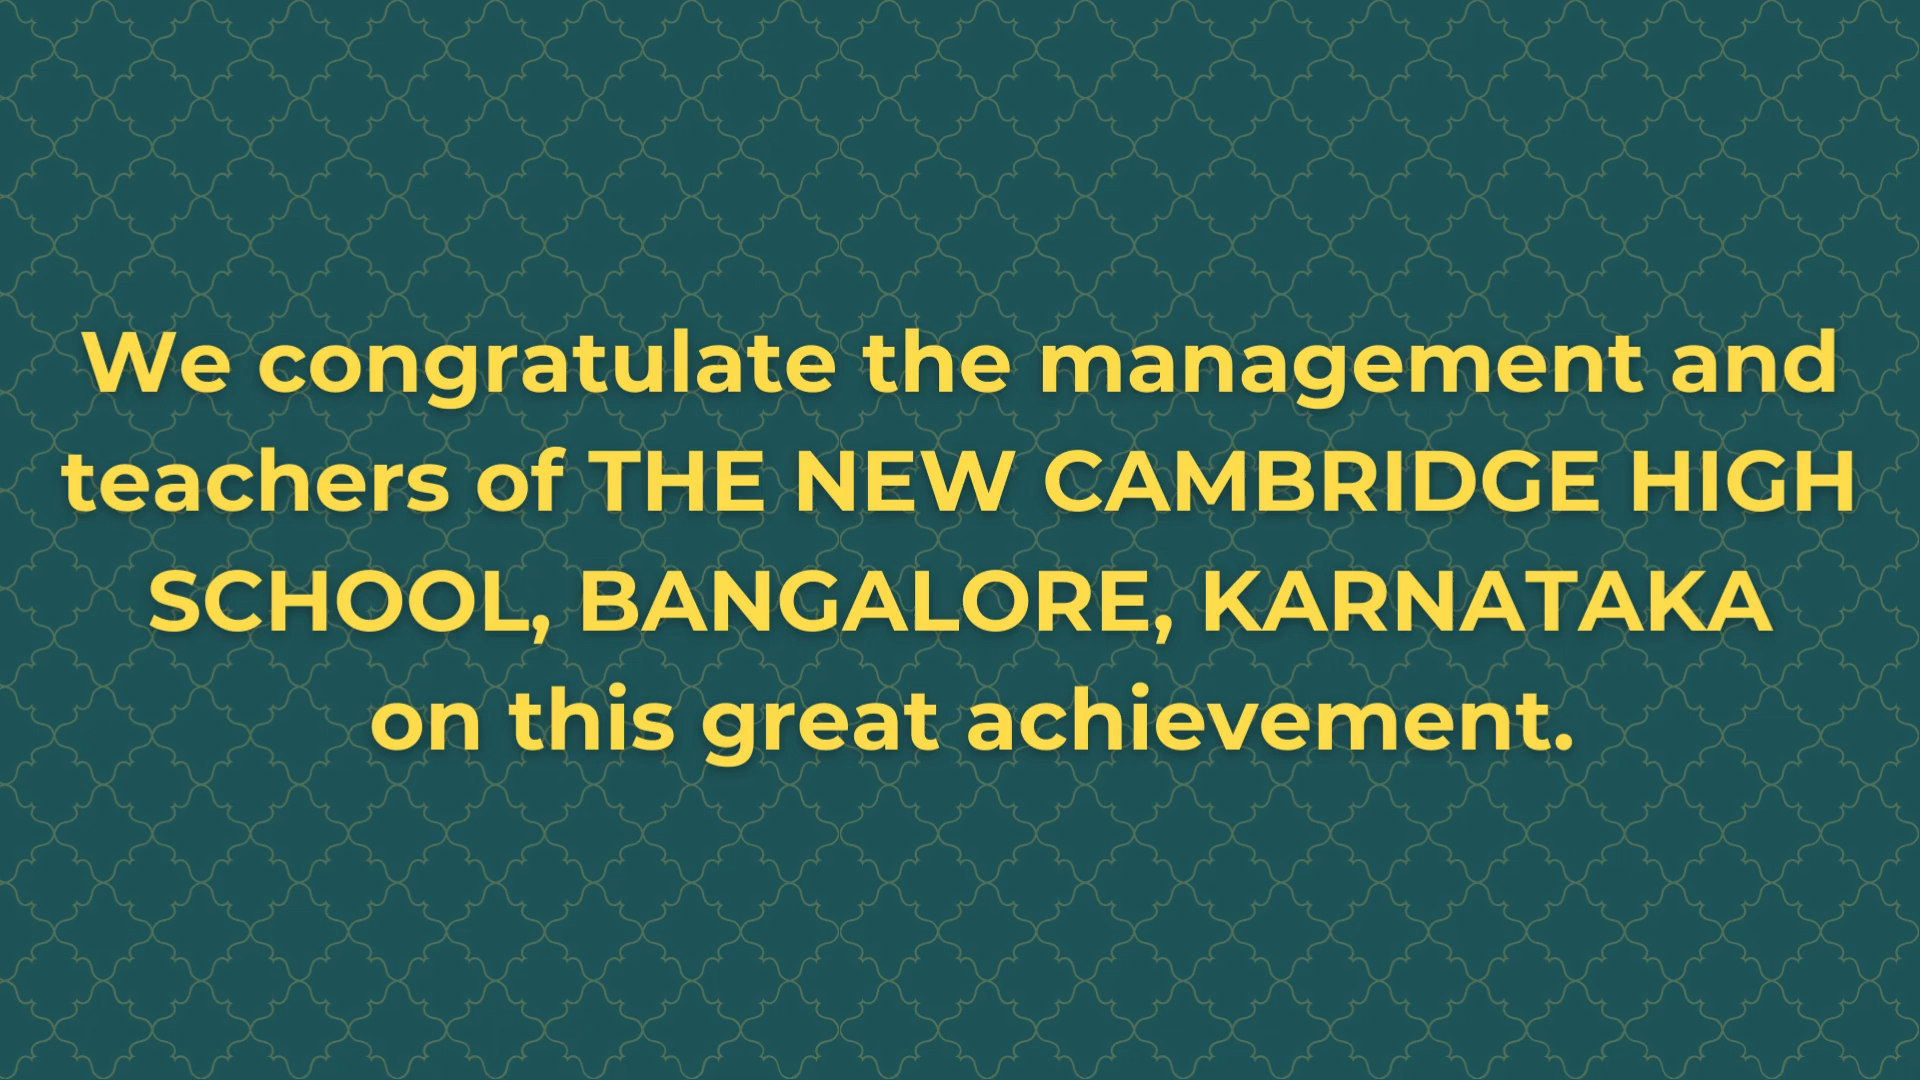 We congratulate the management and
teachers of THE NEW CAMBRIDGE HIGH
SCHOOL, BANGALORE, KARNATAKA
on this great achievement.